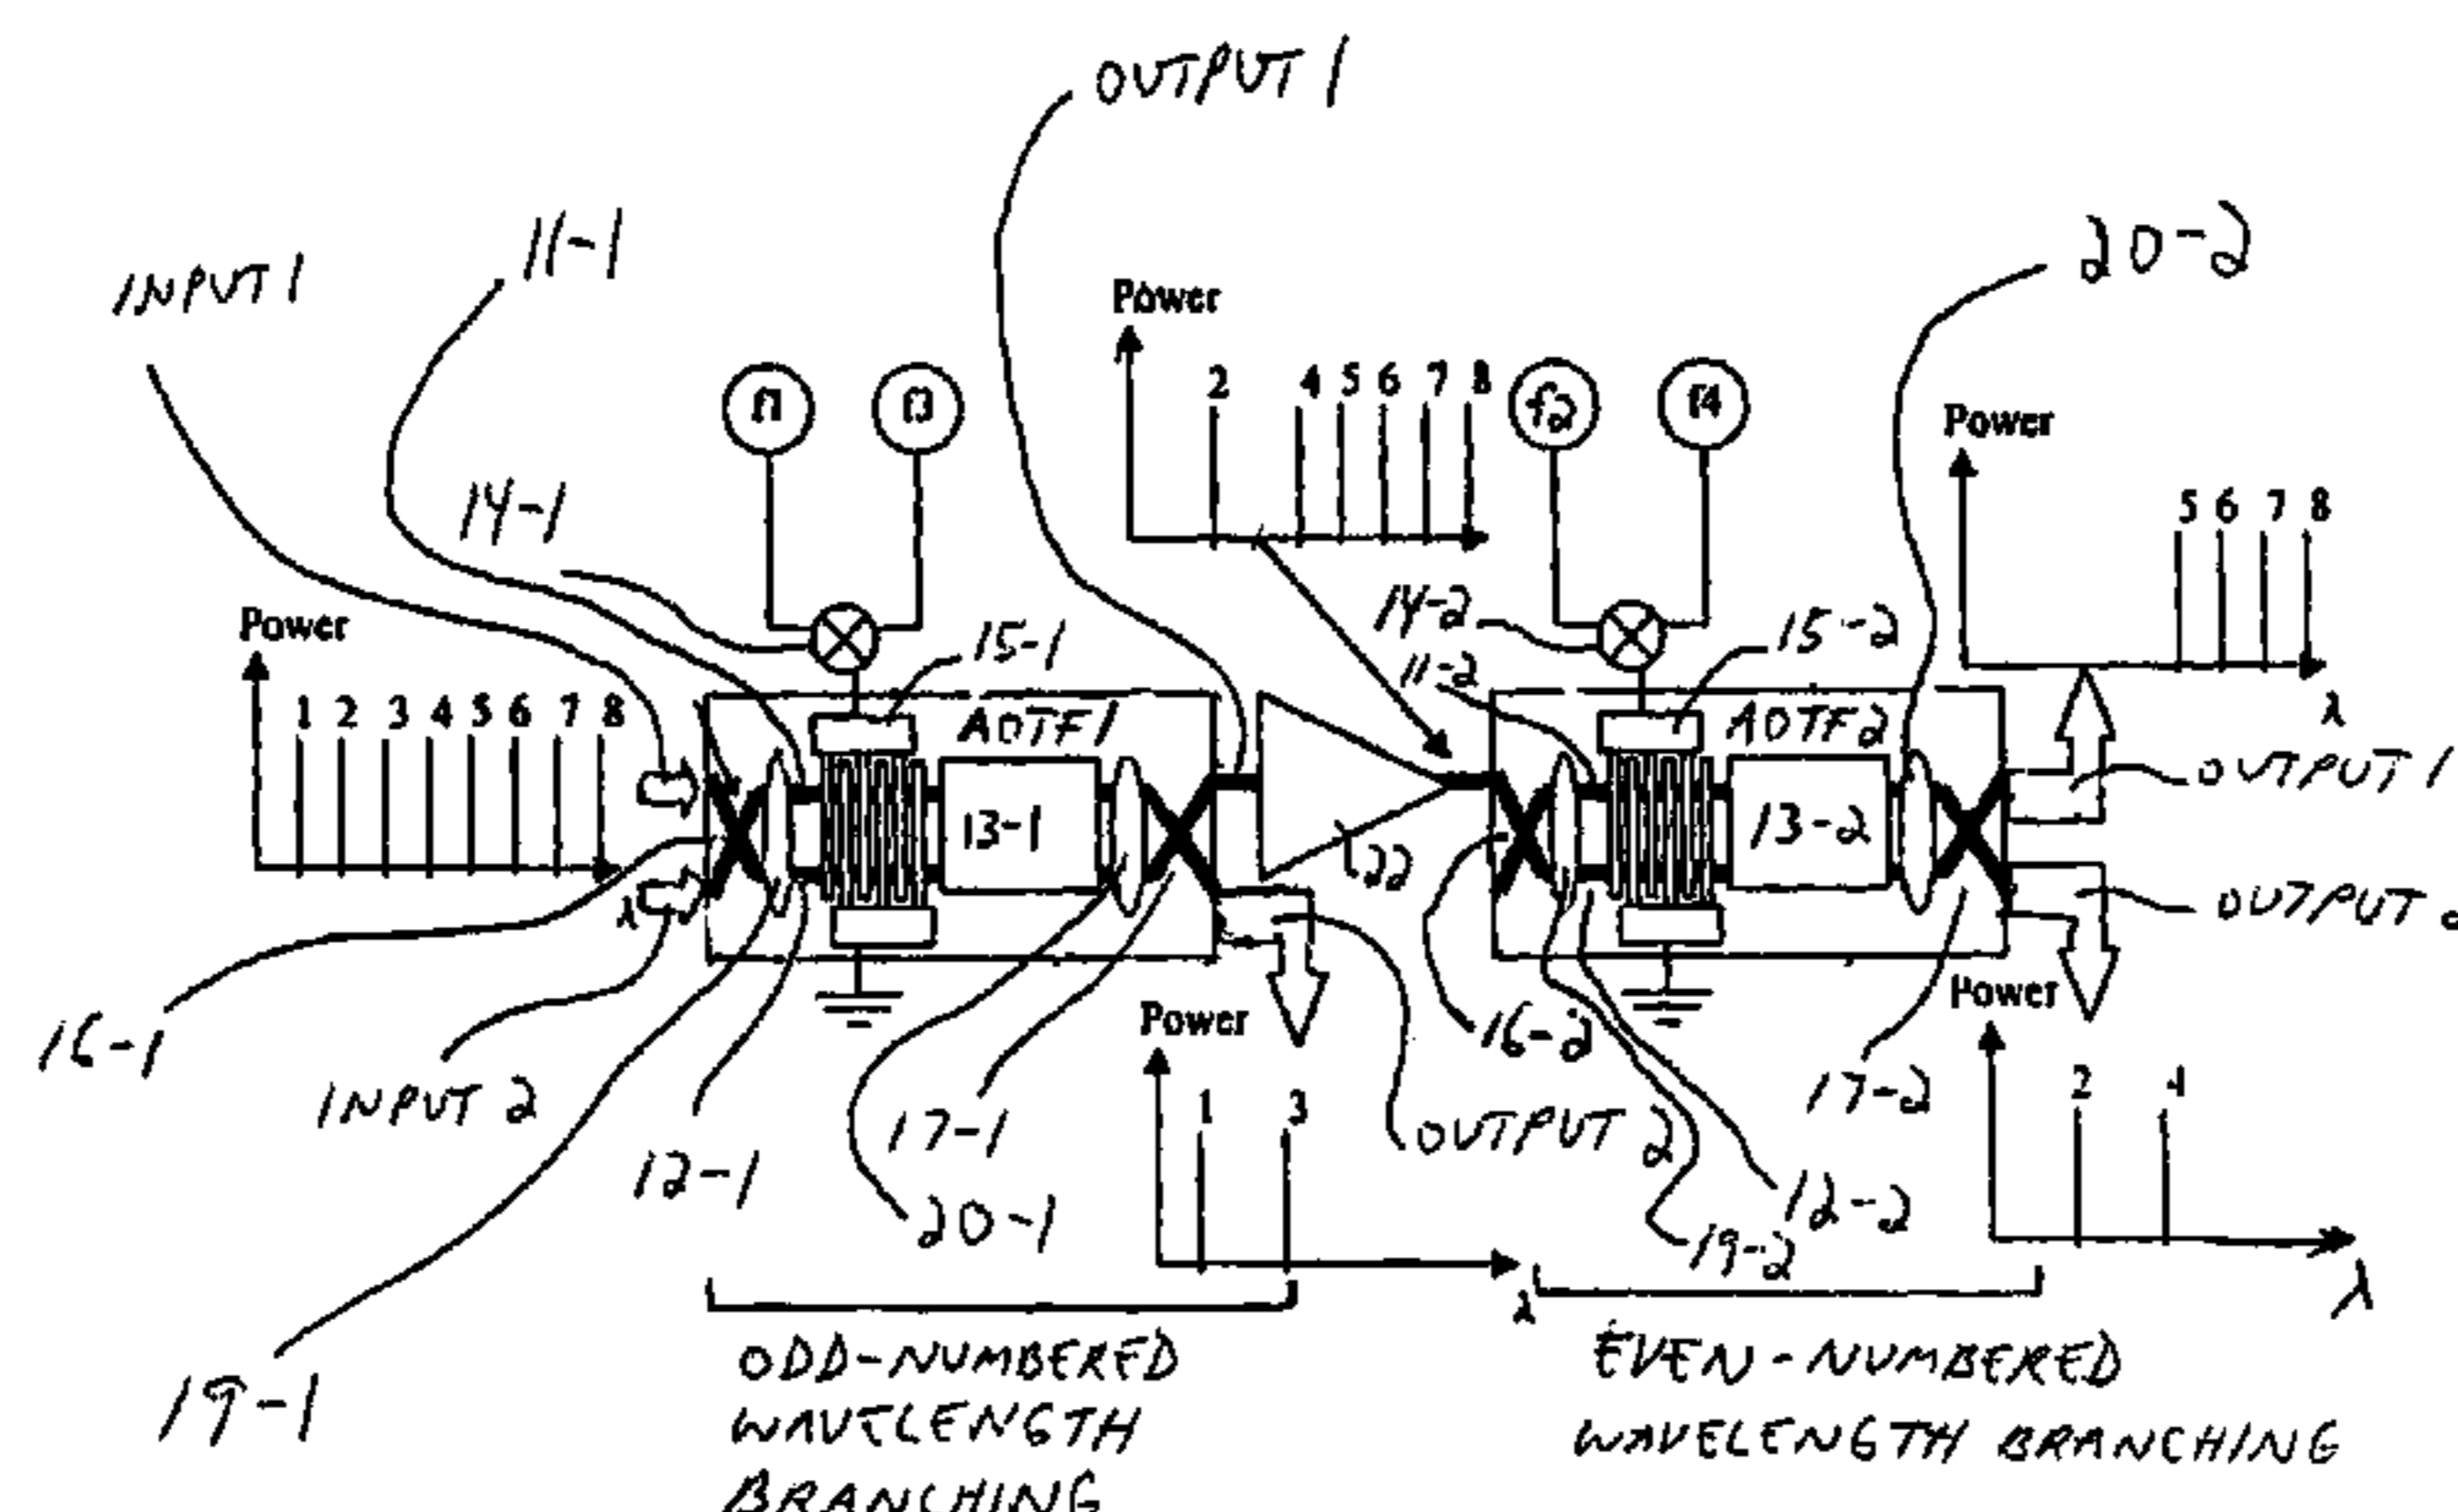 OUTPUT 1
11-1
20-2
INPUT 1
Power
f1
f3
2 4 5 6 7 8
f2
f4
Power
14-1
5 6 7 8
14-2
15-2
Power
15-1
11-2
λ
1 2 3 4 5 6 7 8
AOTF1
AOTF2
OUTPUT 1
13-1
13-2
22
OUTPUT
λ
16-1
Power
16-2
Power
INPUT 2
1 3
17-1
OUTPUT 2
17-2
2 4
12-1
20-1
12-2
19-2
λ
λ
19-1
ODD-NUMBERED
WAVELENGTH
BRANCHING
EVEN-NUMBERED
WAVELENGTH BRANCHING